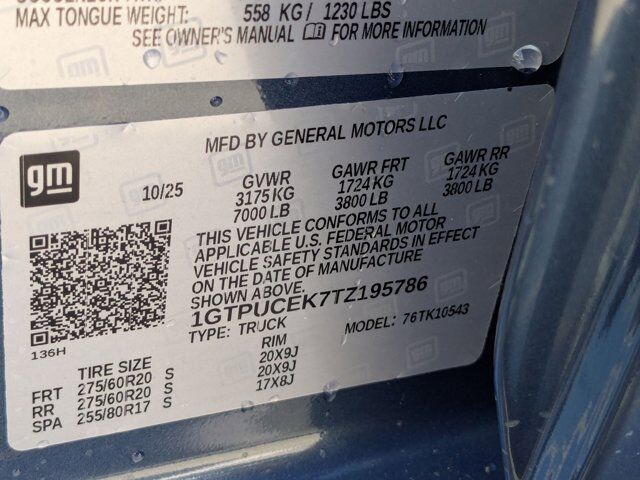 MAX TONGUE WEIGHT: 558 KG / 1230 LBS
SEE OWNER'S MANUAL FOR MORE INFORMATION
MFD BY GENERAL MOTORS LLC
gm
10/25 GVWR GAWR FRT GAWR RR
3175 KG 1724 KG 1724 KG
7000 LB 3800 LB 3800 LB
THIS VEHICLE CONFORMS TO ALL
APPLICABLE U.S. FEDERAL MOTOR
VEHICLE SAFETY STANDARDS IN EFFECT
ON THE DATE OF MANUFACTURE
SHOWN ABOVE.
1GTPUCEK7TZ195786
TYPE: TRUCK MODEL: 76TK10543
136H
TIRE SIZE RIM
FRT 275/60R20 S 20X9J
RR 275/60R20 S 20X9J
SPA 255/80R17 S 17X8J